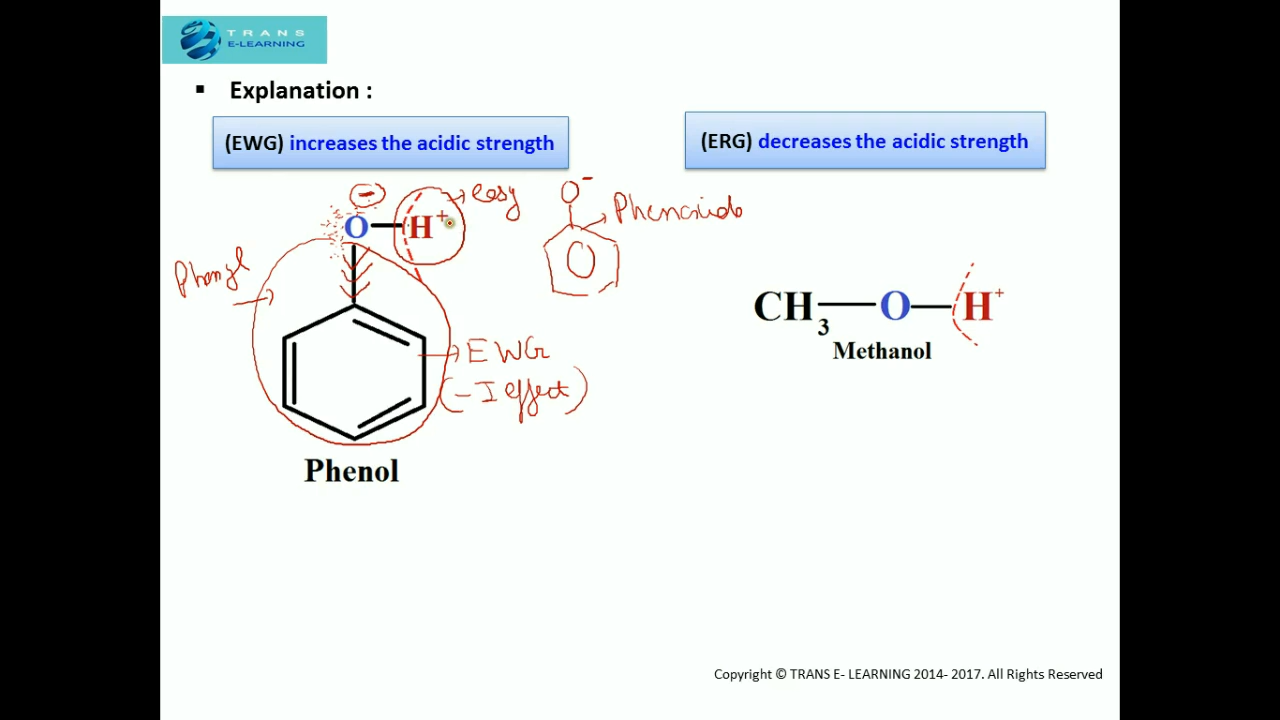 TRANS
E-LEARNING
▪ Explanation :
(EWG) increases the acidic strength
(ERG) decreases the acidic strength
−
O H+
easy
O−
Phenoxide
Phenyl
EWG
(−I effect)
Phenol
CH3 O H+
Methanol
Copyright © TRANS E- LEARNING 2014- 2017. All Rights Reserved